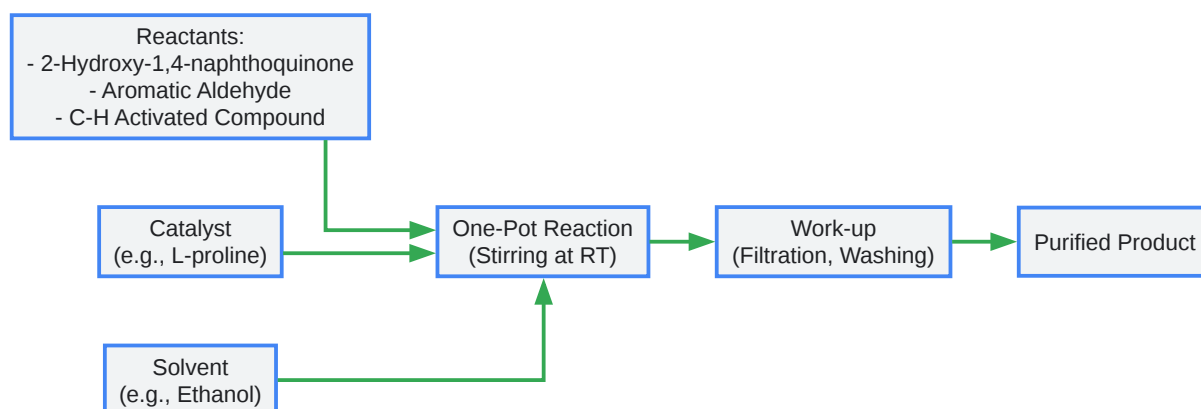 Reactants:
- 2-Hydroxy-1,4-naphthoquinone
- Aromatic Aldehyde
- C-H Activated Compound
Catalyst
(e.g., L-proline)
One-Pot Reaction
(Stirring at RT)
Work-up
(Filtration, Washing)
Purified Product
Solvent
(e.g., Ethanol)